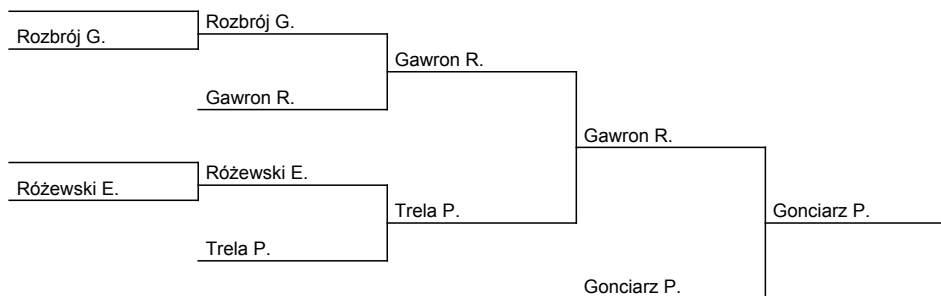 Rozbrój G.
Rozbrój G.
Gawron R.
Gawron R.
Gawron R.
Różewski E.
Różewski E.
Trela P.
Gonciarz P.
Trela P.
Gonciarz P.